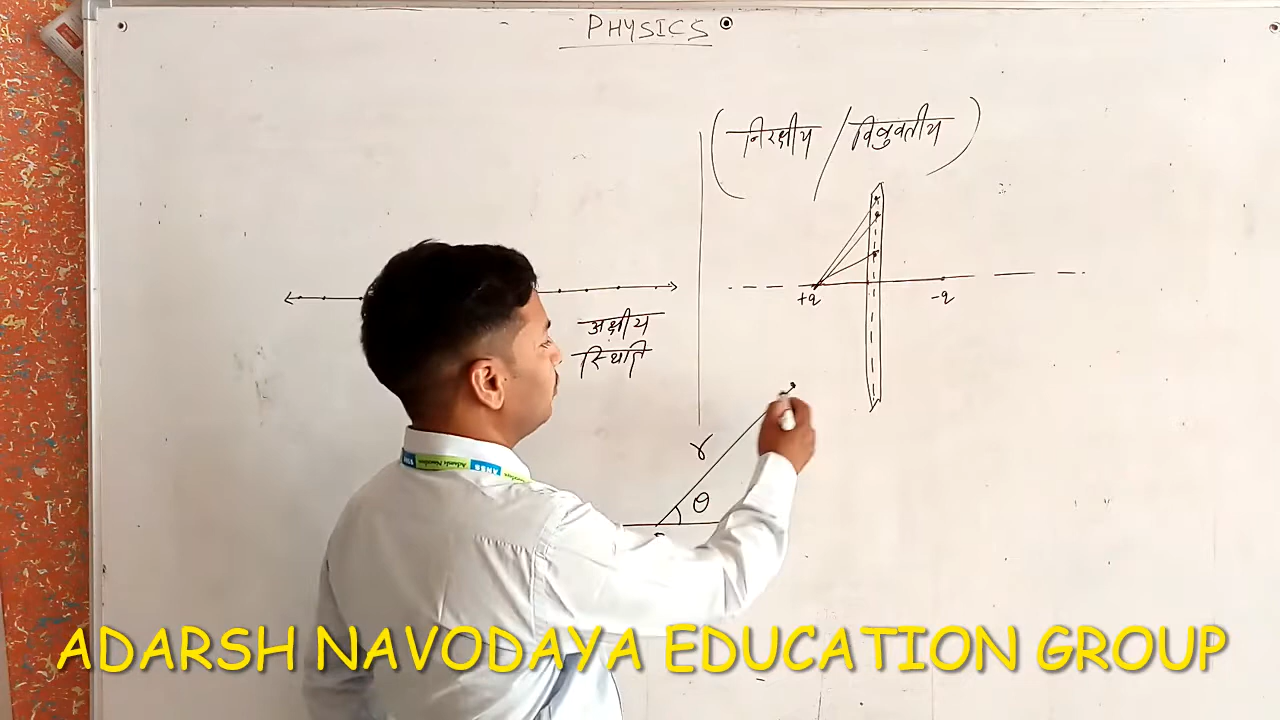 PHYSICS
(निरक्षीय / विषुवतीय)
+q
-q
अक्षीय
स्थिति
r
θ
ADARSH NAVODAYA EDUCATION GROUP